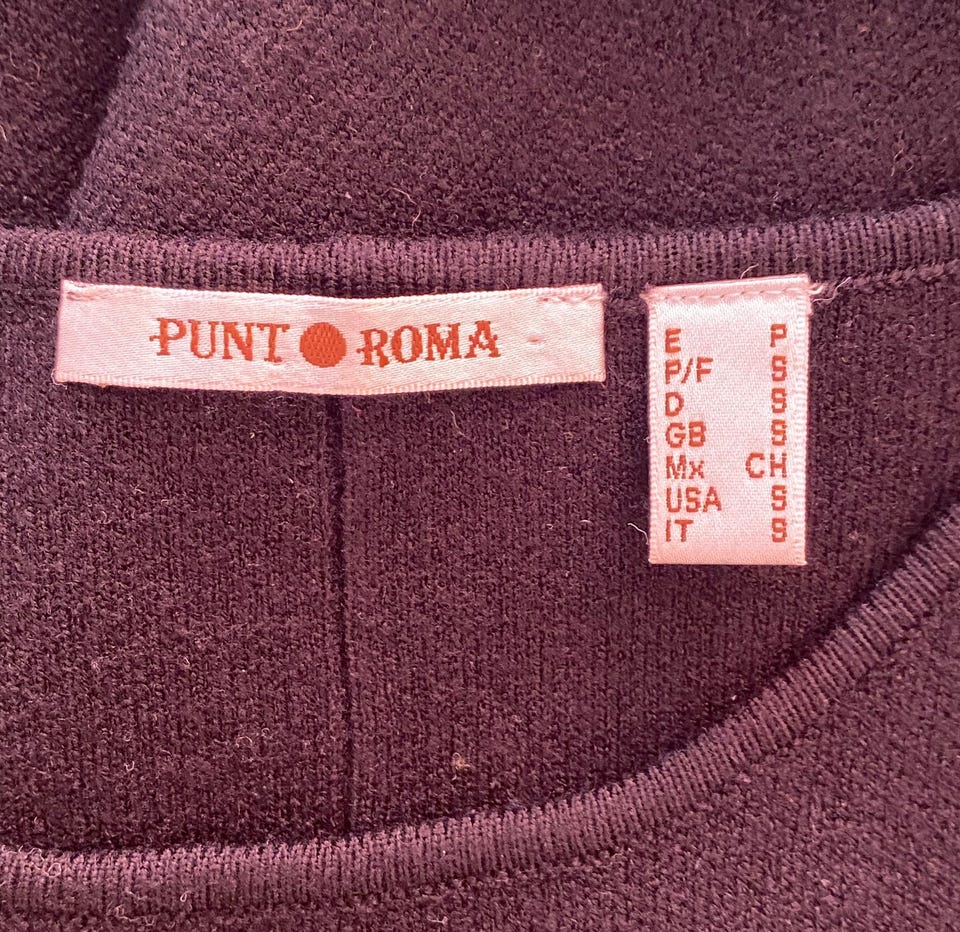 PUNT ROMA
E P
P/F S
D S
GB S
Mx CH
USA S
IT S